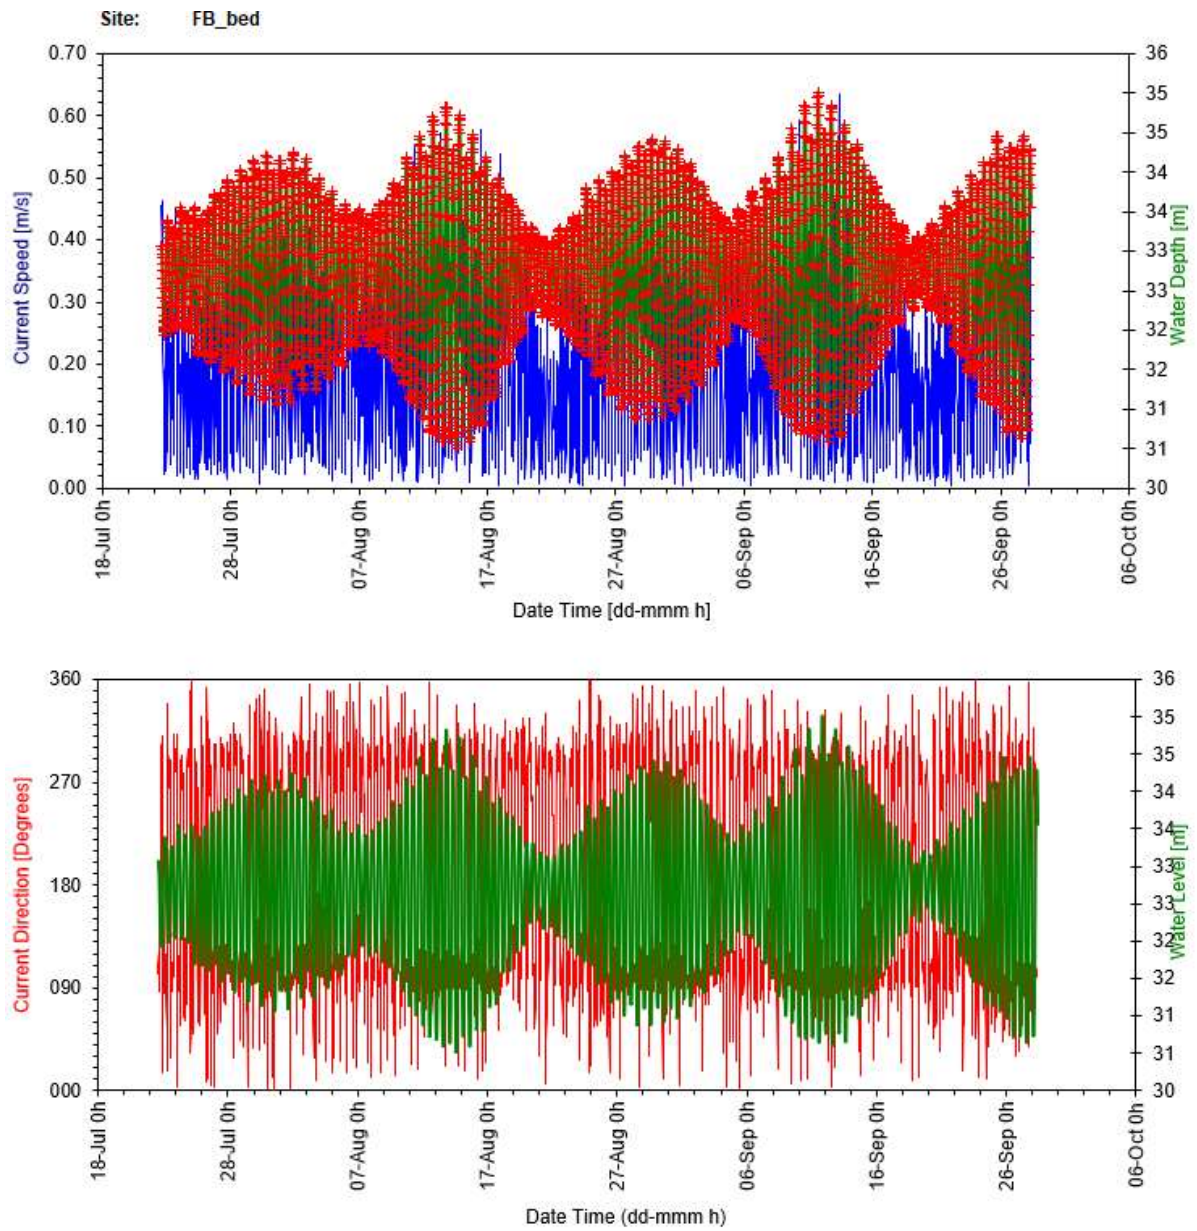 Site: FB_bed
0.70
0.60
0.50
0.40
0.30
0.20
0.10
0.00
Current Speed [m/s]
36
35
35
34
34
33
33
32
32
31
31
30
Water Depth [m]
18-Jul 0h
28-Jul 0h
07-Aug 0h
17-Aug 0h
27-Aug 0h
06-Sep 0h
16-Sep 0h
26-Sep 0h
06-Oct 0h
Date Time [dd-mmm h]
360
270
180
090
000
Current Direction [Degrees]
36
35
35
34
34
33
33
32
32
31
31
30
Water Level [m]
18-Jul 0h
28-Jul 0h
07-Aug 0h
17-Aug 0h
27-Aug 0h
06-Sep 0h
16-Sep 0h
26-Sep 0h
06-Oct 0h
Date Time (dd-mmm h)